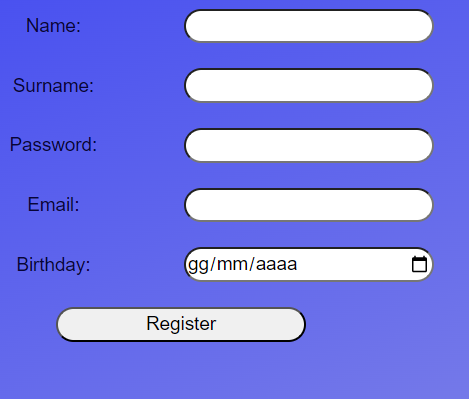 Name:
Surname:
Password:
Email:
Birthday: gg/mm/aaaa
Register